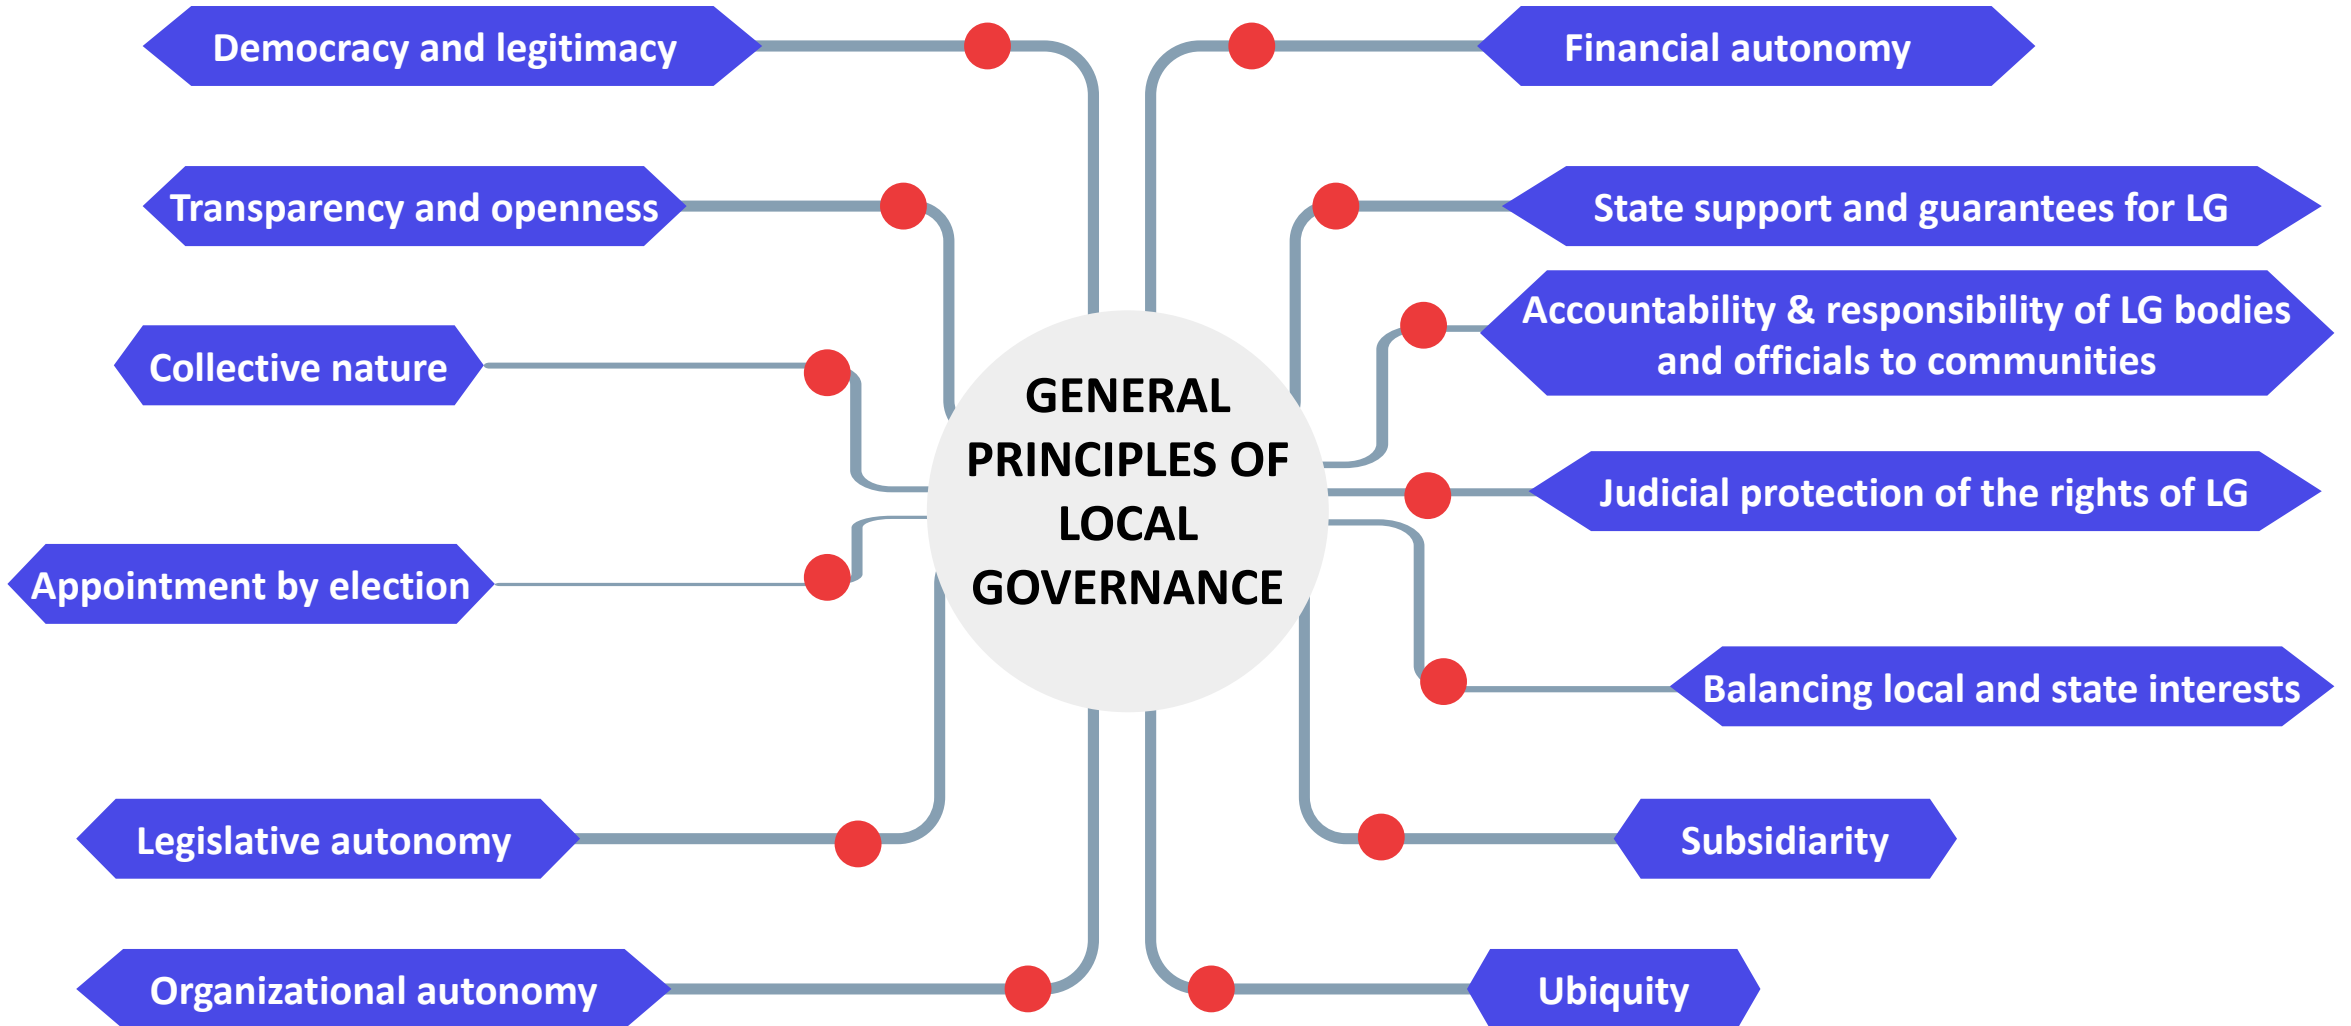 Democracy and legitimacy
Transparency and openness
Collective nature
Appointment by election
Legislative autonomy
Organizational autonomy
GENERAL
PRINCIPLES OF
LOCAL
GOVERNANCE
Financial autonomy
State support and guarantees for LG
Accountability & responsibility of LG bodies
and officials to communities
Judicial protection of the rights of LG
Balancing local and state interests
Subsidiarity
Ubiquity